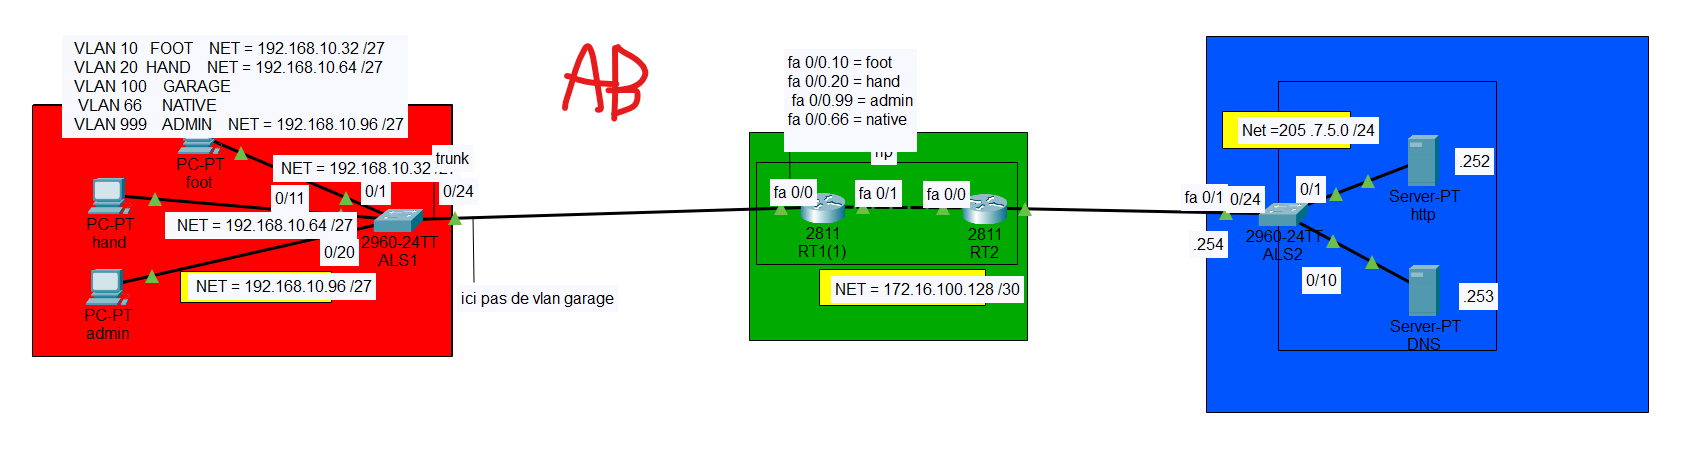 VLAN 10 FOOT NET = 192.168.10.32 /27
VLAN 20 HAND NET = 192.168.10.64 /27
VLAN 100 GARAGE
VLAN 66 NATIVE
VLAN 999 ADMIN NET = 192.168.10.96 /27
PC-PT
foot
NET = 192.168.10.32
trunk
0/1
0/24
0/11
PC-PT
hand
NET = 192.168.10.64 /27
0/20
2960-24TT
ALS1
NET = 192.168.10.96 /27
PC-PT
admin
ici pas de vlan garage
AB
fa 0/0.10 = foot
fa 0/0.20 = hand
fa 0/0.99 = admin
fa 0/0.66 = native
fa 0/0
fa 0/1
fa 0/0
2811
RT1(1)
2811
RT2
NET = 172.16.100.128 /30
Net =205 .7.5.0 /24
.252
fa 0/1
0/24
0/1
Server-PT
http
.254
2960-24TT
ALS2
0/10
.253
Server-PT
DNS